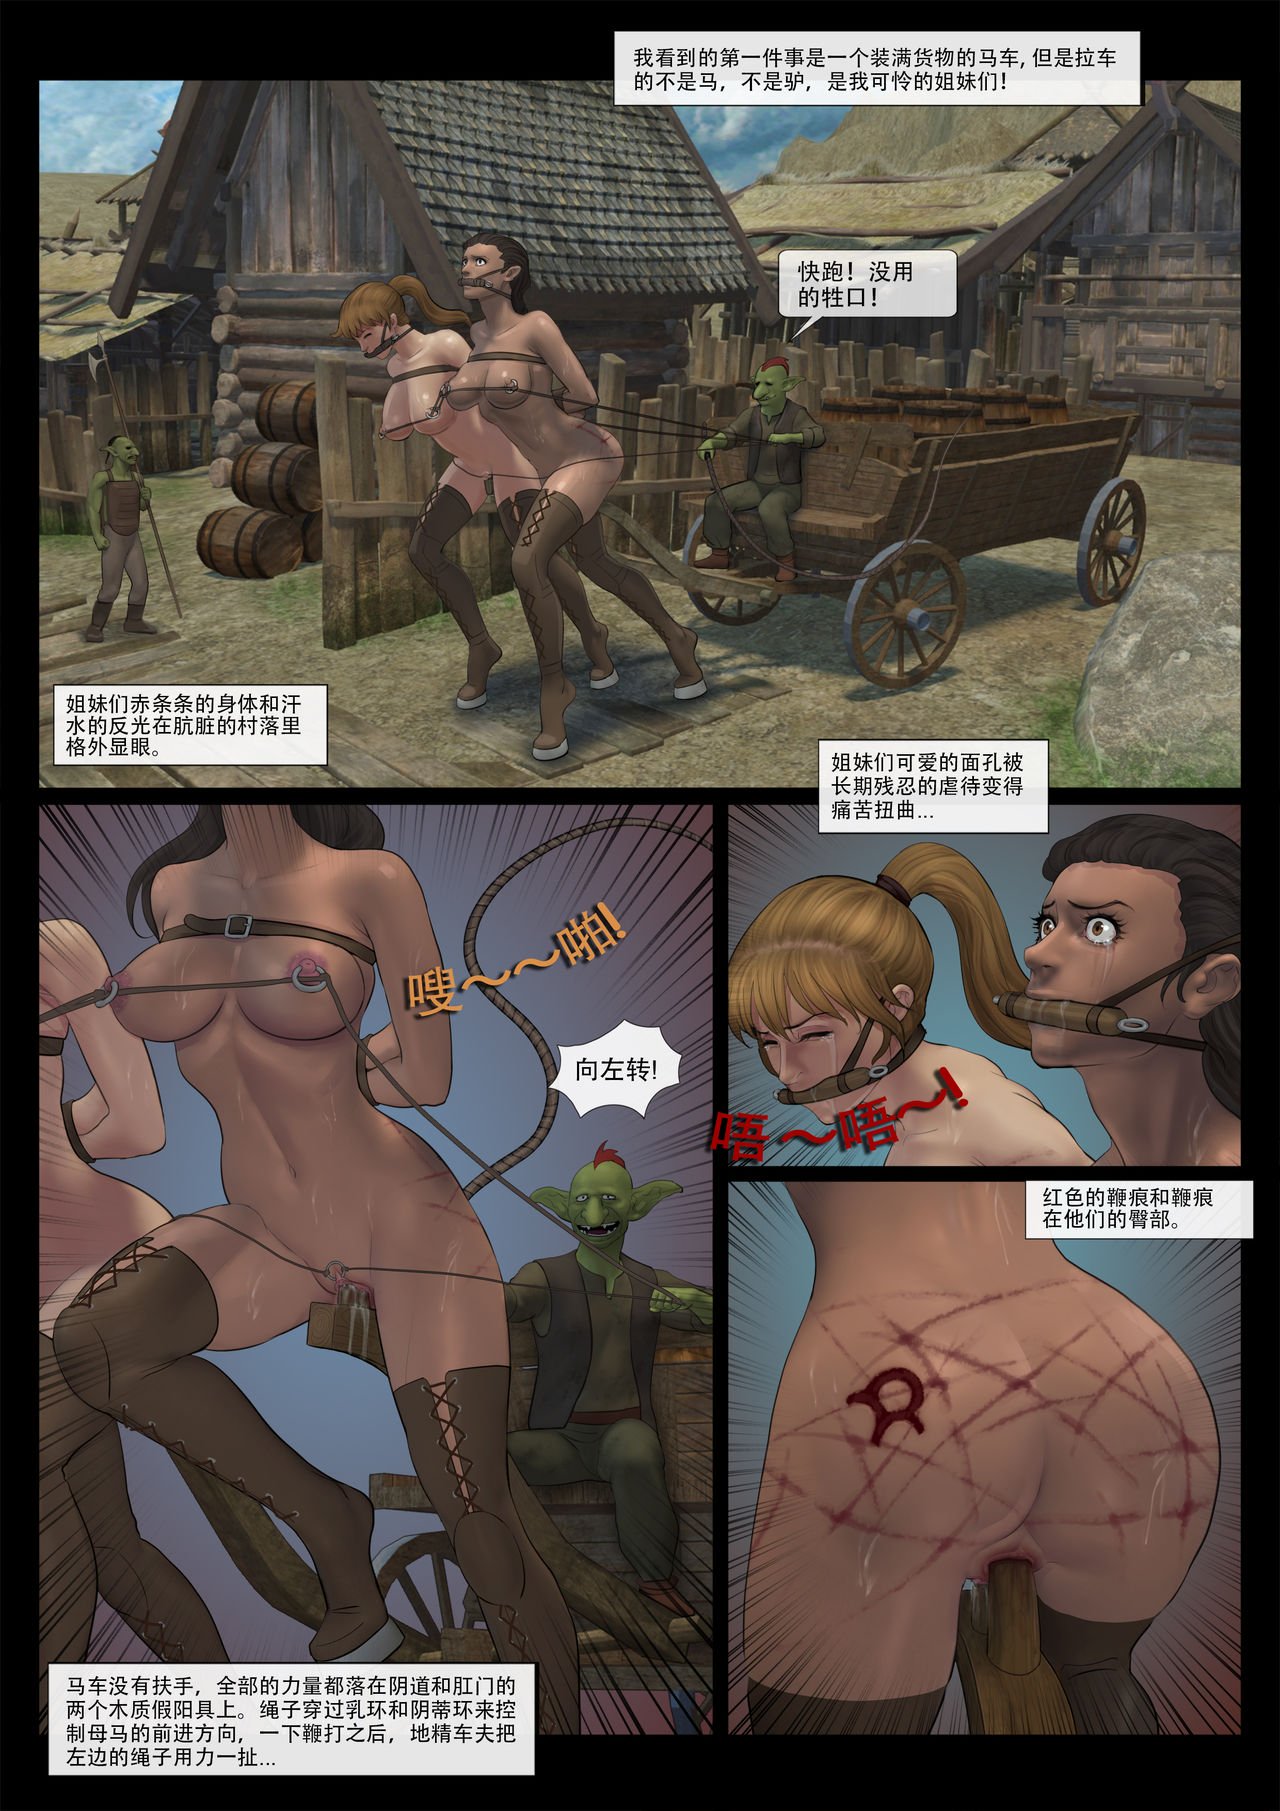 我看到的第一件事是一个装满货物的马车,但是拉车
的不是马，不是驴，是我可怜的姐妹们！
快跑！没用
的牲口！
姐妹们赤条条的身体和汗
水的反光在肮脏的村落里
格外显眼。
姐妹们可爱的面孔被
长期残忍的虐待变得
痛苦扭曲...
嗖～～～啪!
向左转!
唔～唔～!
红色的鞭痕和鞭痕
在他们的臀部。
马车没有扶手，全部的力量都落在阴道和肛门的
两个木质假阳具上。绳子穿过乳环和阴蒂环来控
制母马的前进方向，一下鞭打之后，地精车夫把
左边的绳子用力一扯...